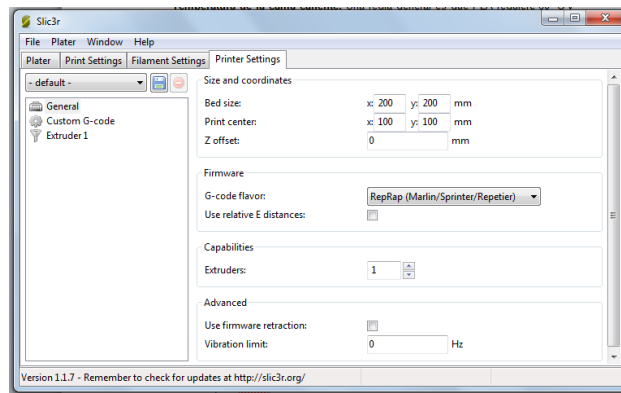 Slic3r
File Plater Window Help
Plater Print Settings Filament Settings Printer Settings
- default -
General
Custom G-code
Extruder 1
Size and coordinates
Bed size: x: 200 y: 200 mm
Print center: x: 100 y: 100 mm
Z offset: 0 mm
Firmware
G-code flavor: RepRap (Marlin/Sprinter/Repetier)
Use relative E distances:
Capabilities
Extruders: 1
Advanced
Use firmware retraction:
Vibration limit: 0 Hz
Version 1.1.7 - Remember to check for updates at http://slic3r.org/